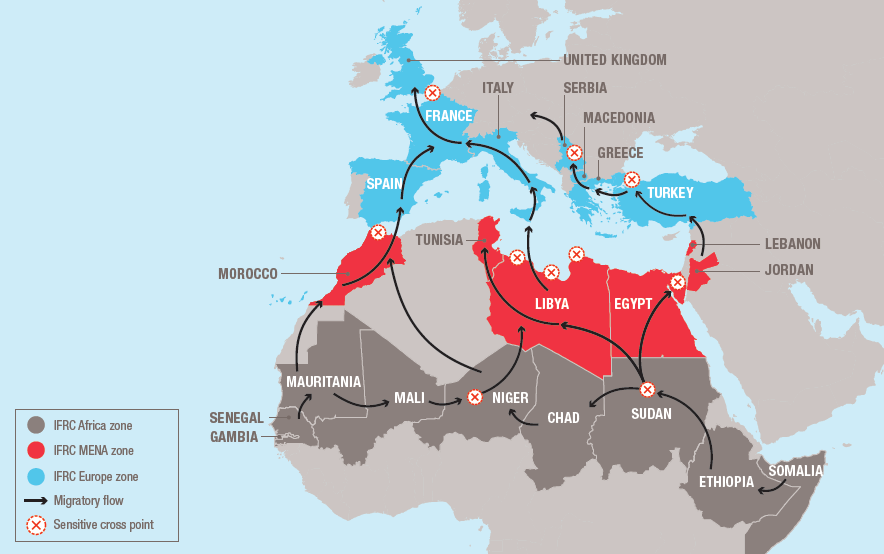 UNITED KINGDOM
ITALY
SERBIA
FRANCE
MACEDONIA
GREECE
SPAIN
TURKEY
TUNISIA
LEBANON
MOROCCO
JORDAN
LIBYA
EGYPT
MAURITANIA
MALI
NIGER
SENEGAL
CHAD
SUDAN
GAMBIA
SOMALIA
ETHIOPIA
IFRC Africa zone
IFRC MENA zone
IFRC Europe zone
Migratory flow
Sensitive cross point